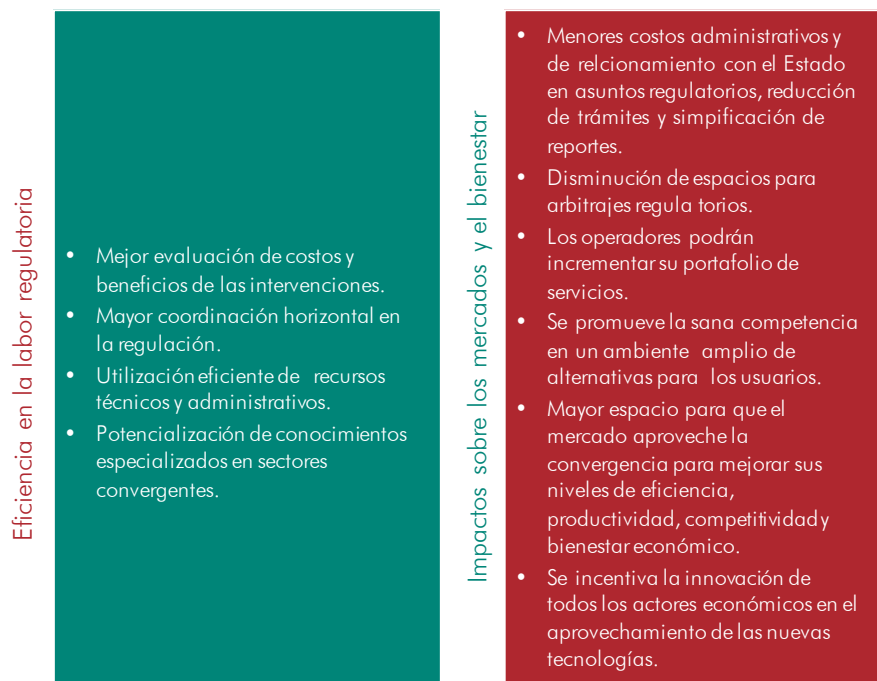 Eficiencia en la labor regulatoria
• Mejor evaluación de costos y
beneficios de las intervenciones.
• Mayor coordinación horizontal en
la regulación.
• Utilización eficiente de recursos
técnicos y administrativos.
• Potencialización de conocimientos
especializados en sectores
convergentes.
Impactos sobre los mercados y el bienestar
• Menores costos administrativos y
de relcionamiento con el Estado
en asuntos regulatorios, reducción
de trámites y simpificación de
reportes.
• Disminución de espacios para
arbitrajes regula torios.
• Los operadores podrán
incrementar su portafolio de
servicios.
• Se promueve la sana competencia
en un ambiente amplio de
alternativas para los usuarios.
• Mayor espacio para que el
mercado aproveche la
convergencia para mejorar sus
niveles de eficiencia,
productividad, competitividad y
bienestar económico.
• Se incentiva la innovación de
todos los actores económicos en el
aprovechamiento de las nuevas
tecnologías.